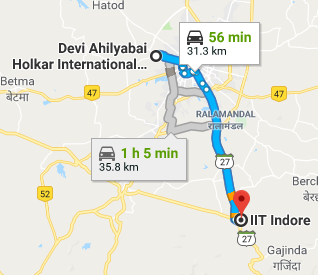 Hatod
56 min
31.3 km
Devi Ahilyabai
Holkar International...
Betma
बेटमा
47
47
RALAMANDAL
रालामंडल
27
1 h 5 min
35.8 km
52
IIT Indore
27
Gajinda
गजिंदा